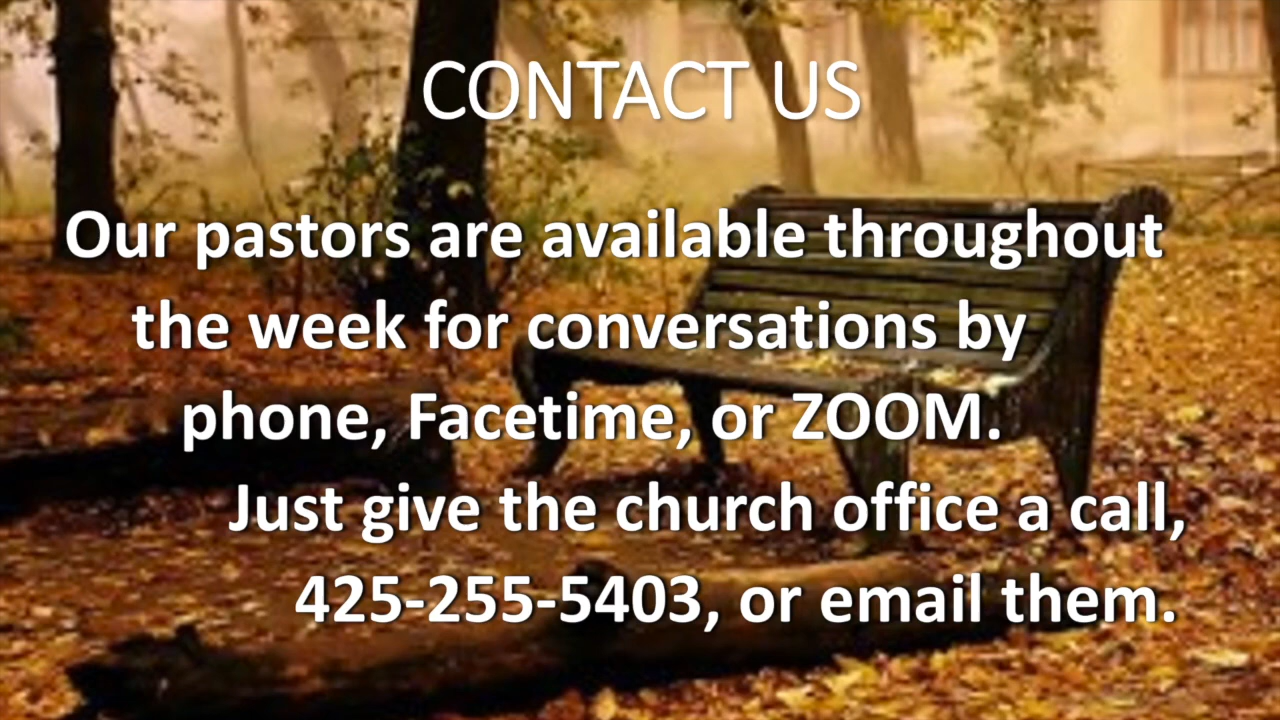 CONTACT US
Our pastors are available throughout
the week for conversations by
phone, Facetime, or ZOOM.
Just give the church office a call,
425-255-5403, or email them.